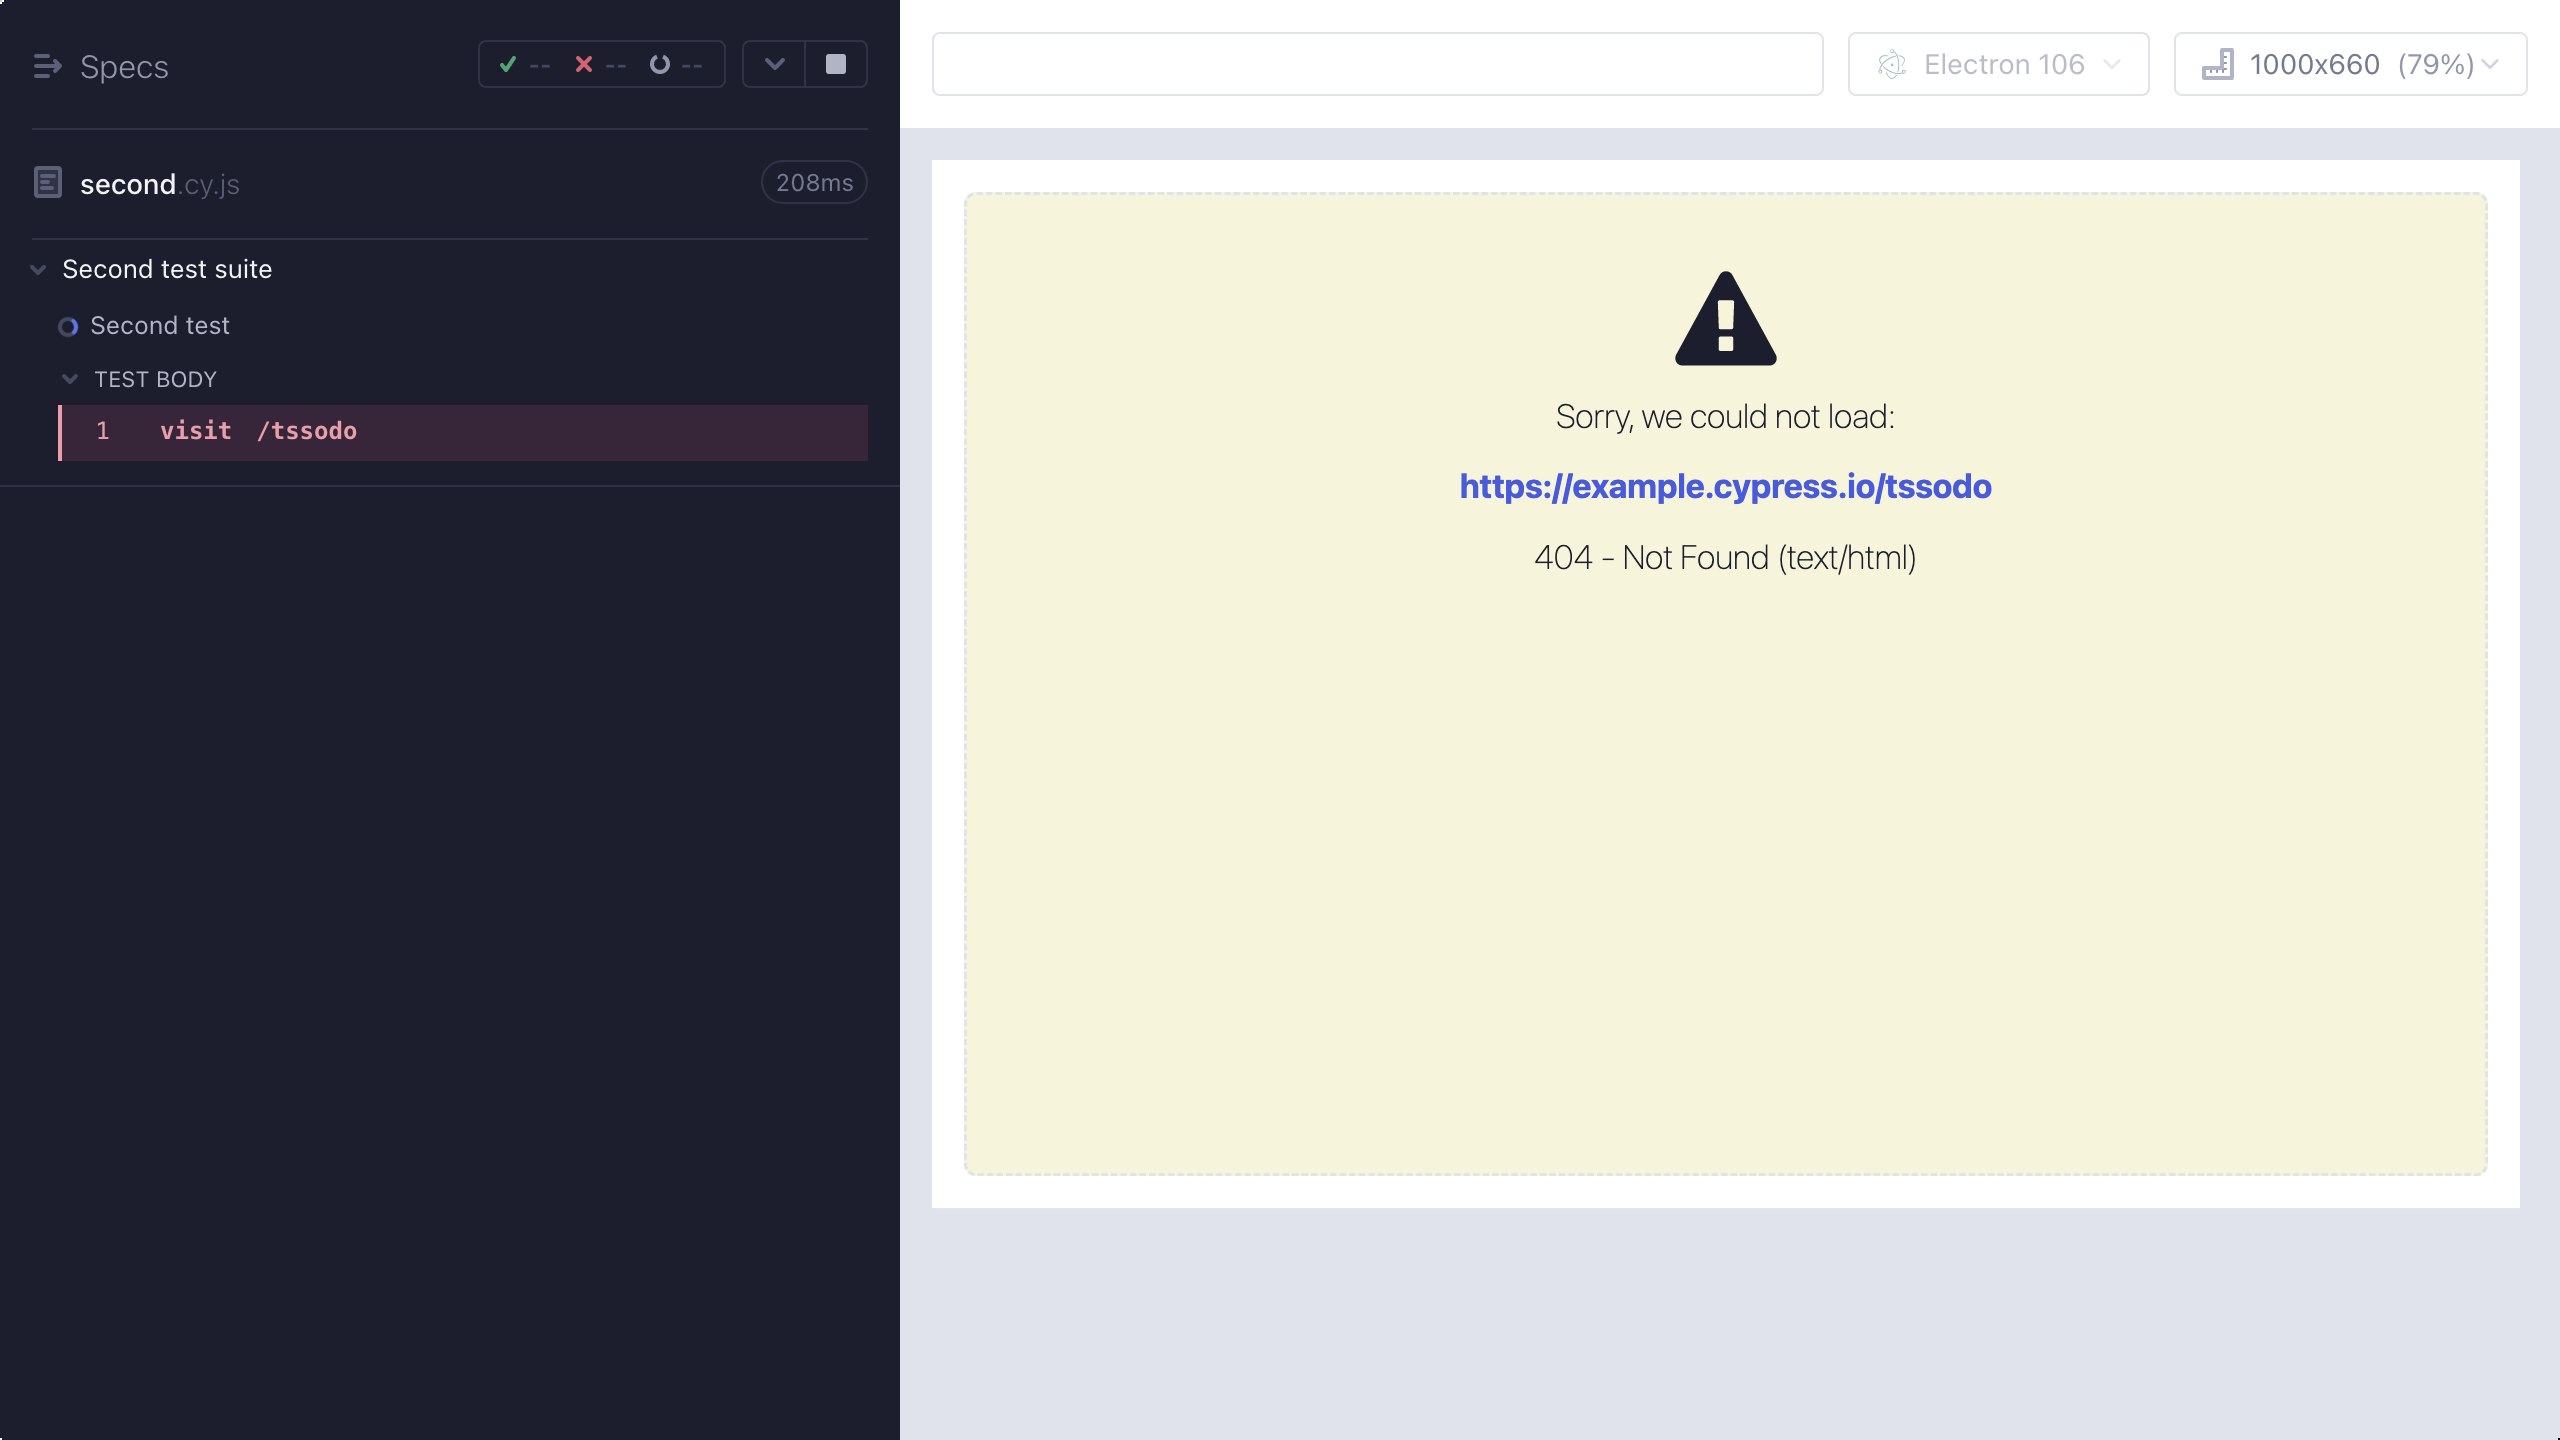 Specs
-- -- --
second.cy.js
208ms
Second test suite
Second test
TEST BODY
1 visit /tssodo
Electron 106
1000x660 (79%)
Sorry, we could not load:
https://example.cypress.io/tssodo
404 - Not Found (text/html)